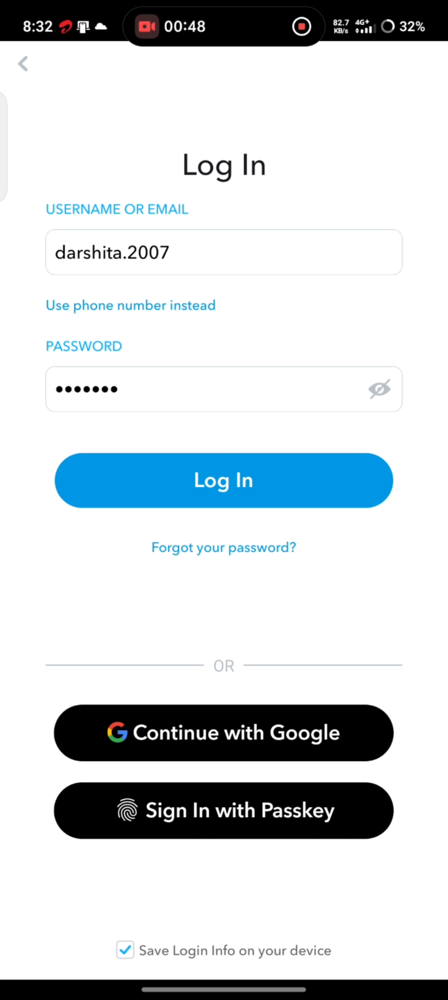 8:32 00:48 82.7 KB/s 4G+ 32%
Log In
USERNAME OR EMAIL
darshita.2007
Use phone number instead
PASSWORD
•••••••
Log In
Forgot your password?
OR
Continue with Google
Sign In with Passkey
Save Login Info on your device